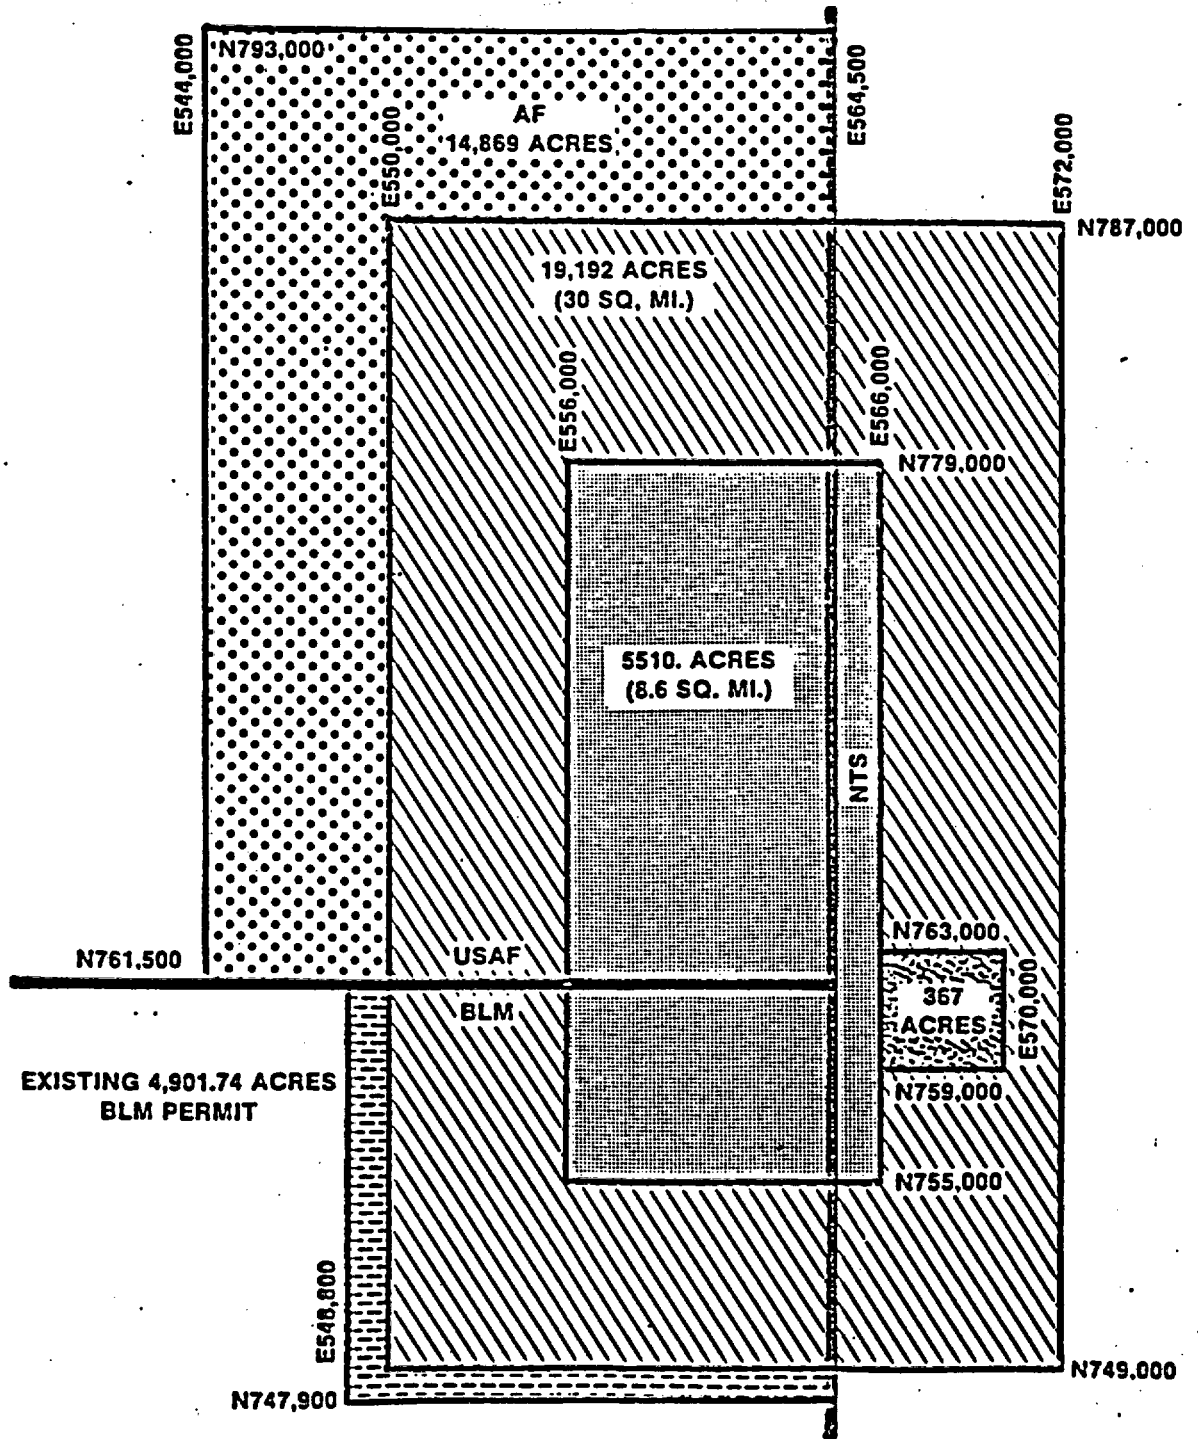 E544,000
N793,000
AF
14,869 ACRES
E550,000
E564,500
E572,000
N787,000
19,192 ACRES
(30 SQ. MI.)
E556,000
E566,000
N779,000
5510. ACRES
(8.6 SQ. MI.)
NTS
N763,000
N761,500
USAF
BLM
367
ACRES
E570,000
EXISTING 4,901.74 ACRES
BLM PERMIT
N759,000
N755,000
E548,800
N749,000
N747,900